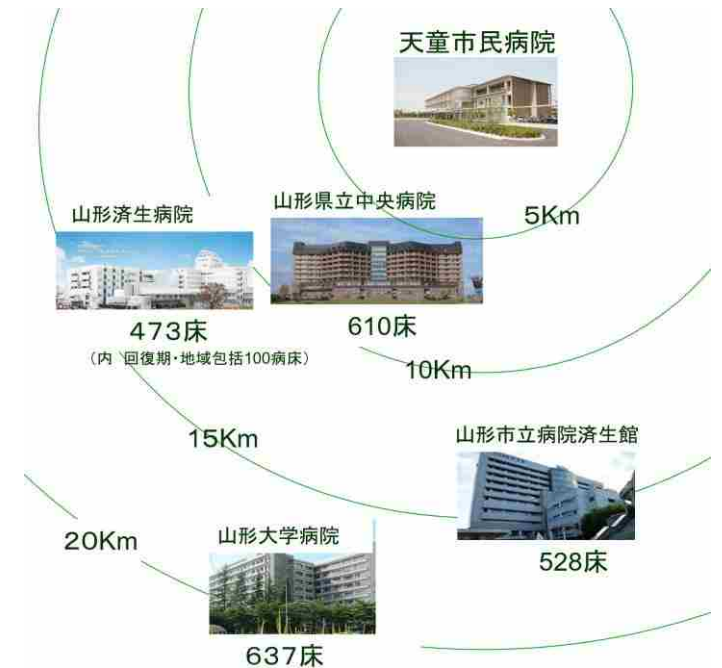 天童市民病院
山形済生病院
山形県立中央病院
5Km
473床
(内 回復期・地域包括100病床)
610床
10Km
15Km
山形市立病院済生館
528床
20Km
山形大学病院
637床